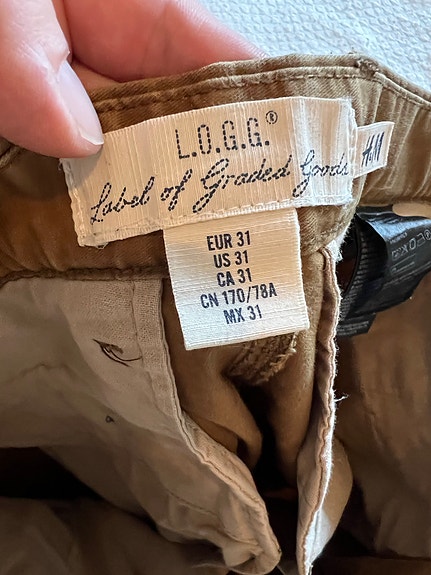 L.O.G.G.®
Label of Graded Goods
H&M
EUR 31
US 31
CA 31
CN 170/78A
MX 31